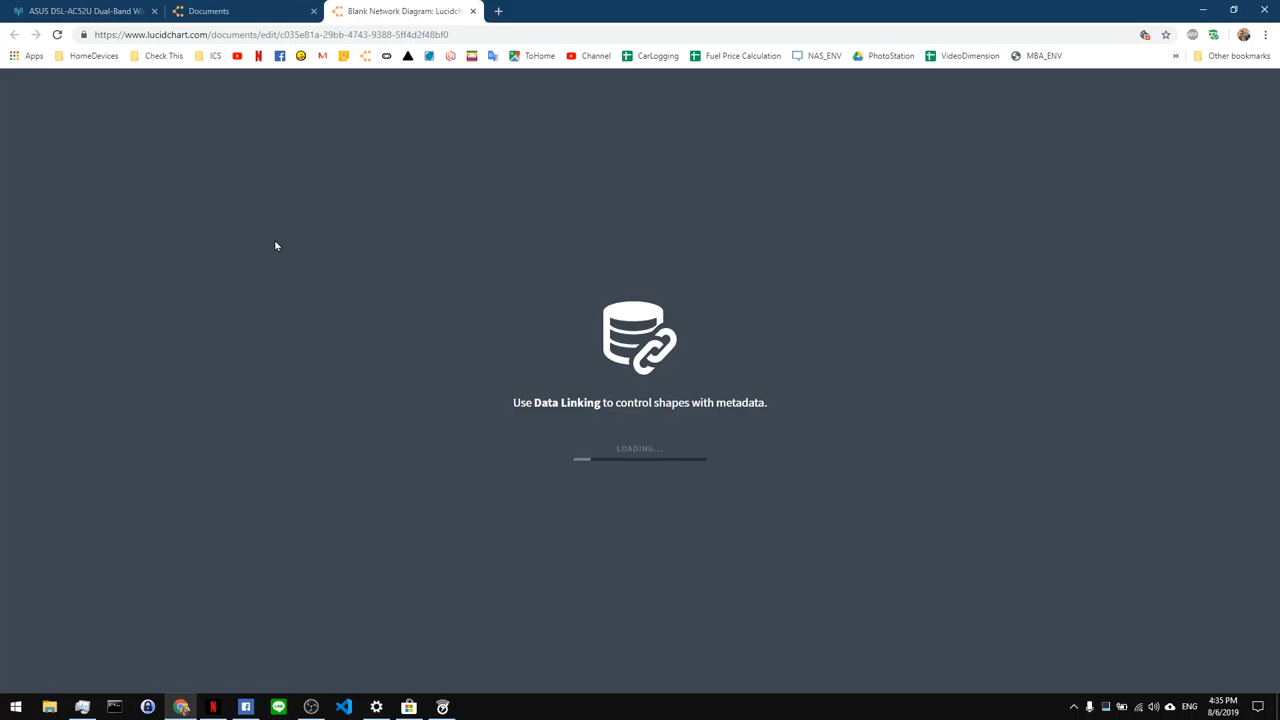 ASUS DSL-AC52U Dual-Band Wi
Documents
Blank Network Diagram: Lucidch
https://www.lucidchart.com/documents/edit/c035e81a-29bb-4743-9388-5ff4d2f48bf0
Apps
HomeDevices
Check This
ICS
ToHome
Channel
CarLogging
Fuel Price Calculation
NAS_ENV
PhotoStation
VideoDimension
MBA_ENV
»
Other bookmarks
Use Data Linking to control shapes with metadata.
LOADING...
ENG
4:35 PM
8/6/2019